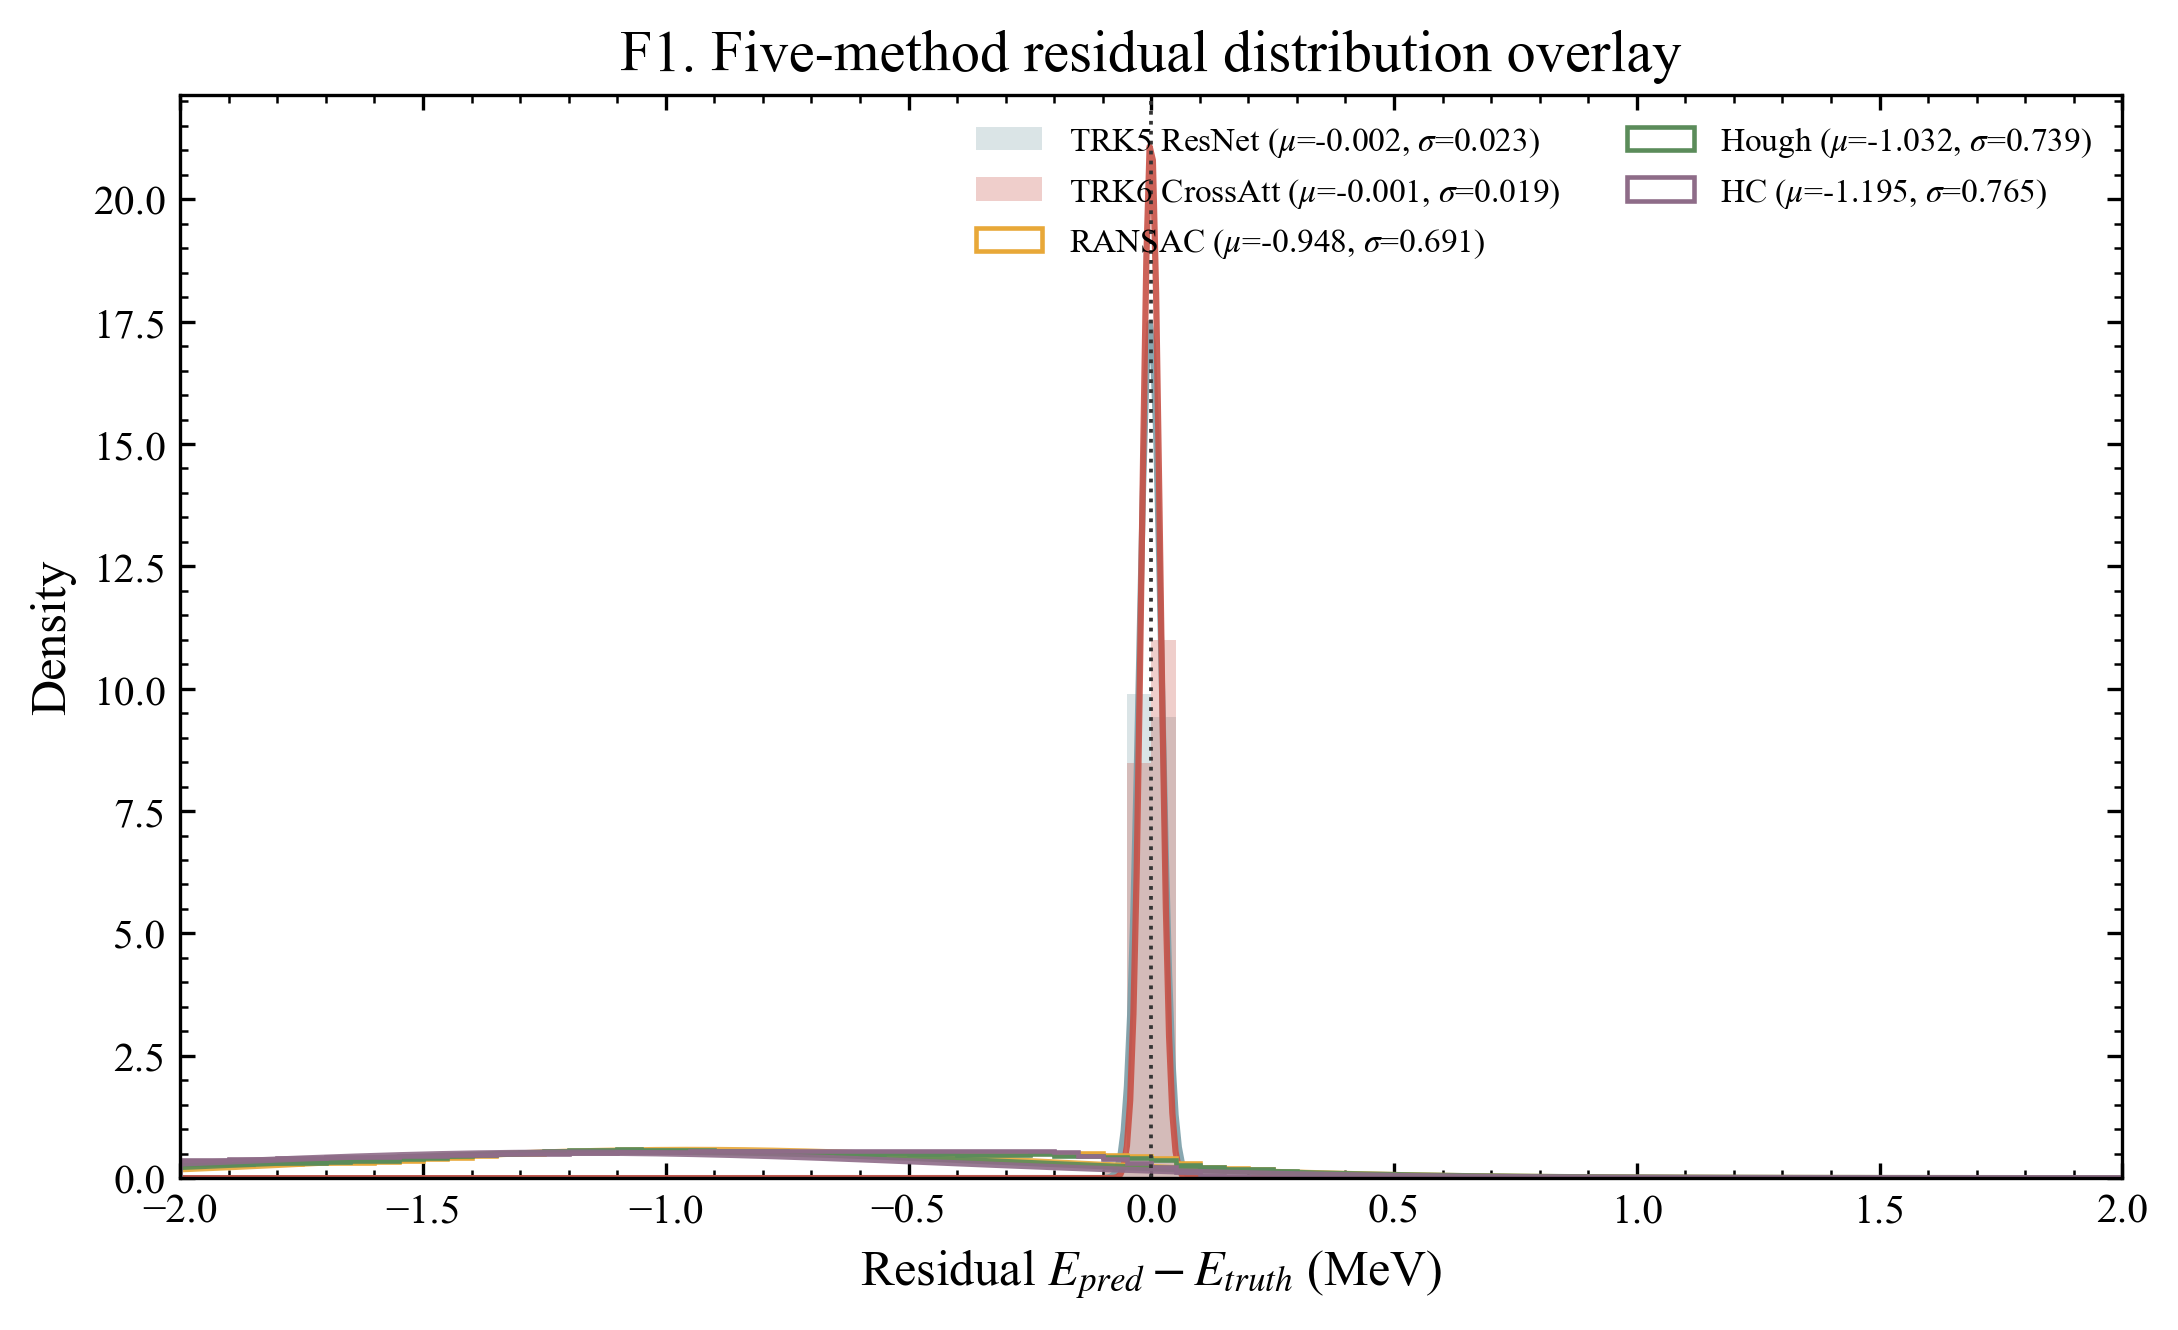 F1. Five-method residual distribution overlay
TRK5 ResNet (μ=-0.002, σ=0.023)
TRK6 CrossAtt (μ=-0.001, σ=0.019)
RANSAC (μ=-0.948, σ=0.691)
Hough (μ=-1.032, σ=0.739)
HC (μ=-1.195, σ=0.765)
Density
20.0
17.5
15.0
12.5
10.0
7.5
5.0
2.5
0.0
−2.0 −1.5 −1.0 −0.5 0.0 0.5 1.0 1.5 2.0
Residual E_pred − E_truth (MeV)